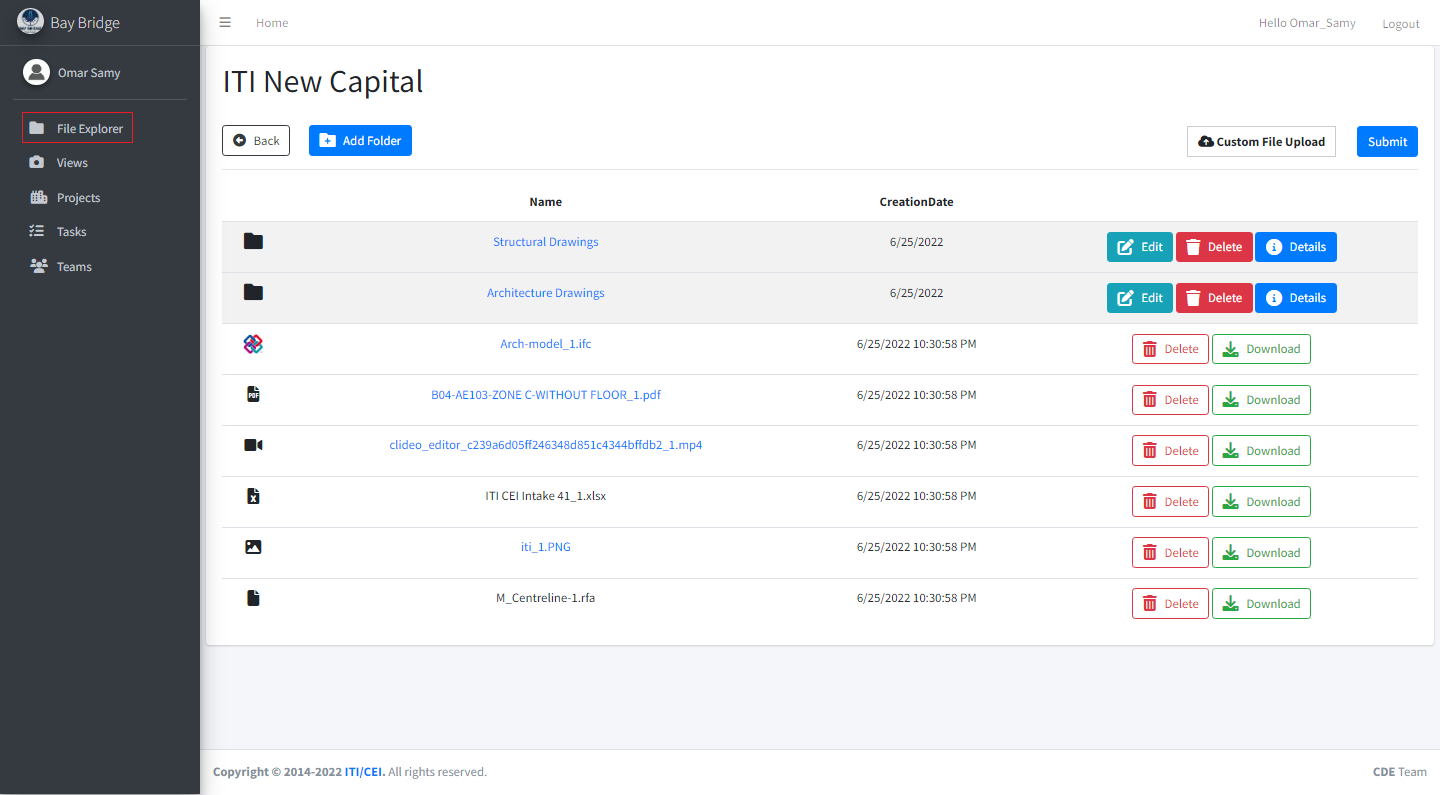 Bay Bridge
Home
Hello Omar_Samy
Logout
Omar Samy
File Explorer
Views
Projects
Tasks
Teams
ITI New Capital
Back
Add Folder
Custom File Upload
Submit
Name CreationDate
Structural Drawings 6/25/2022 Edit Delete Details
Architecture Drawings 6/25/2022 Edit Delete Details
Arch-model_1.ifc 6/25/2022 10:30:58 PM Delete Download
PDF B04-AE103-ZONE C-WITHOUT FLOOR_1.pdf 6/25/2022 10:30:58 PM Delete Download
clideo_editor_c239a6d05ff246348d851c4344bffdb2_1.mp4 6/25/2022 10:30:58 PM Delete Download
ITI CEI Intake 41_1.xlsx 6/25/2022 10:30:58 PM Delete Download
iti_1.PNG 6/25/2022 10:30:58 PM Delete Download
M_Centreline-1.rfa 6/25/2022 10:30:58 PM Delete Download
Copyright © 2014-2022 ITI/CEI. All rights reserved.
CDE Team